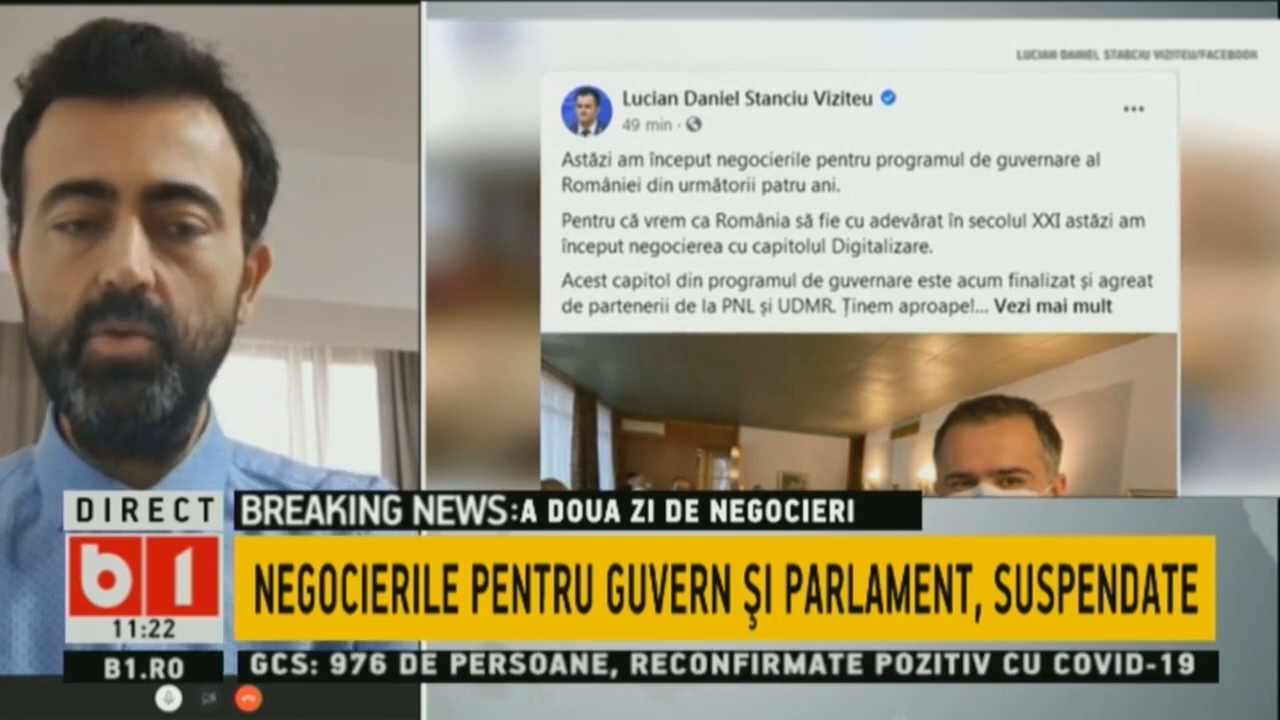 LUCIAN DANIEL STANCIU VIZITEU/FACEBOOK
Lucian Daniel Stanciu Viziteu
49 min ·
Astăzi am început negocierile pentru programul de guvernare al
României din următorii patru ani.
Pentru că vrem ca România să fie cu adevărat în secolul XXI astăzi am
început negocierea cu capitolul Digitalizare.
Acest capitol din programul de guvernare este acum finalizat și agreat
de partenerii de la PNL și UDMR. Ținem aproape!... Vezi mai mult
DIRECT
BREAKING NEWS:A DOUA ZI DE NEGOCIERI
b1
NEGOCIERILE PENTRU GUVERN ŞI PARLAMENT, SUSPENDATE
11:22
B1.RO
GCS: 976 DE PERSOANE, RECONFIRMATE POZITIV CU COVID-19